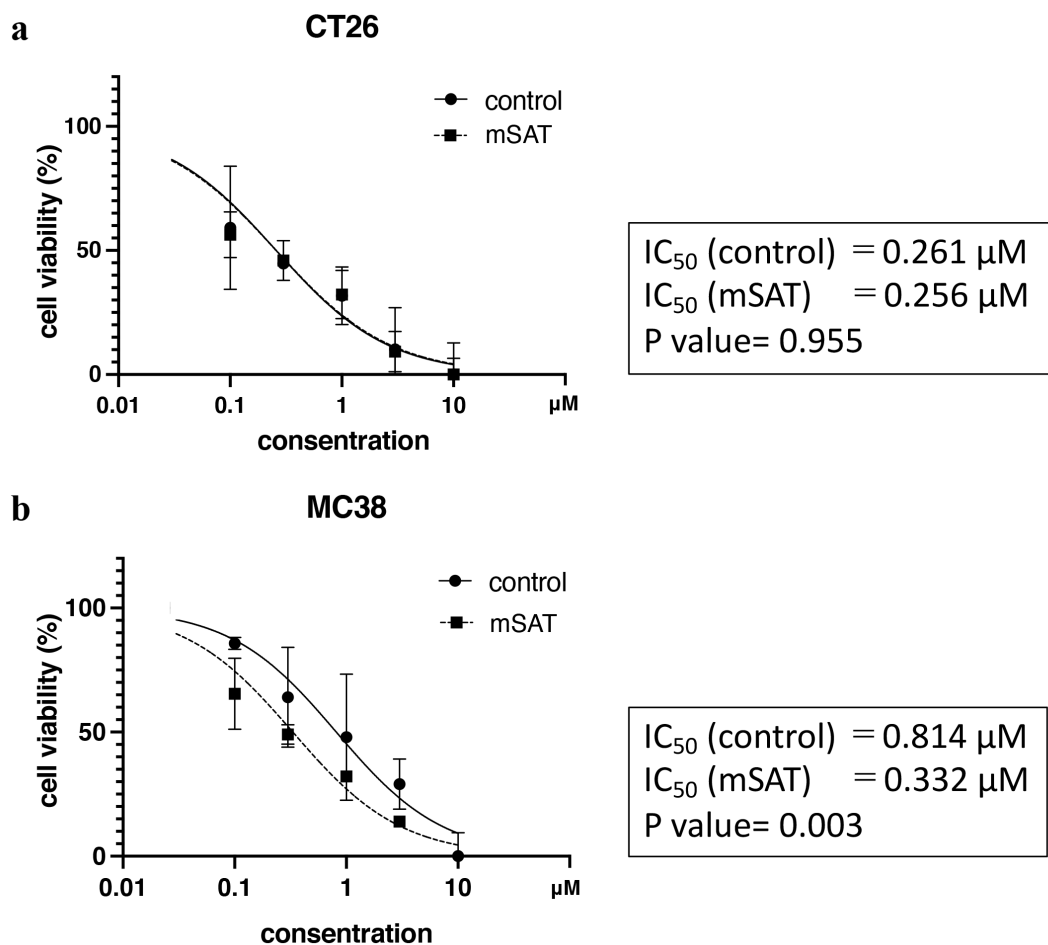 a
CT26
control
mSAT
cell viability (%)
100
50
0
0.01 0.1 1 10 μM
consentration
IC₅₀ (control) ＝0.261 μM
IC₅₀ (mSAT) ＝0.256 μM
P value= 0.955
b
MC38
control
mSAT
cell viability (%)
100
50
0
0.01 0.1 1 10 μM
consentration
IC₅₀ (control) ＝0.814 μM
IC₅₀ (mSAT) ＝0.332 μM
P value= 0.003